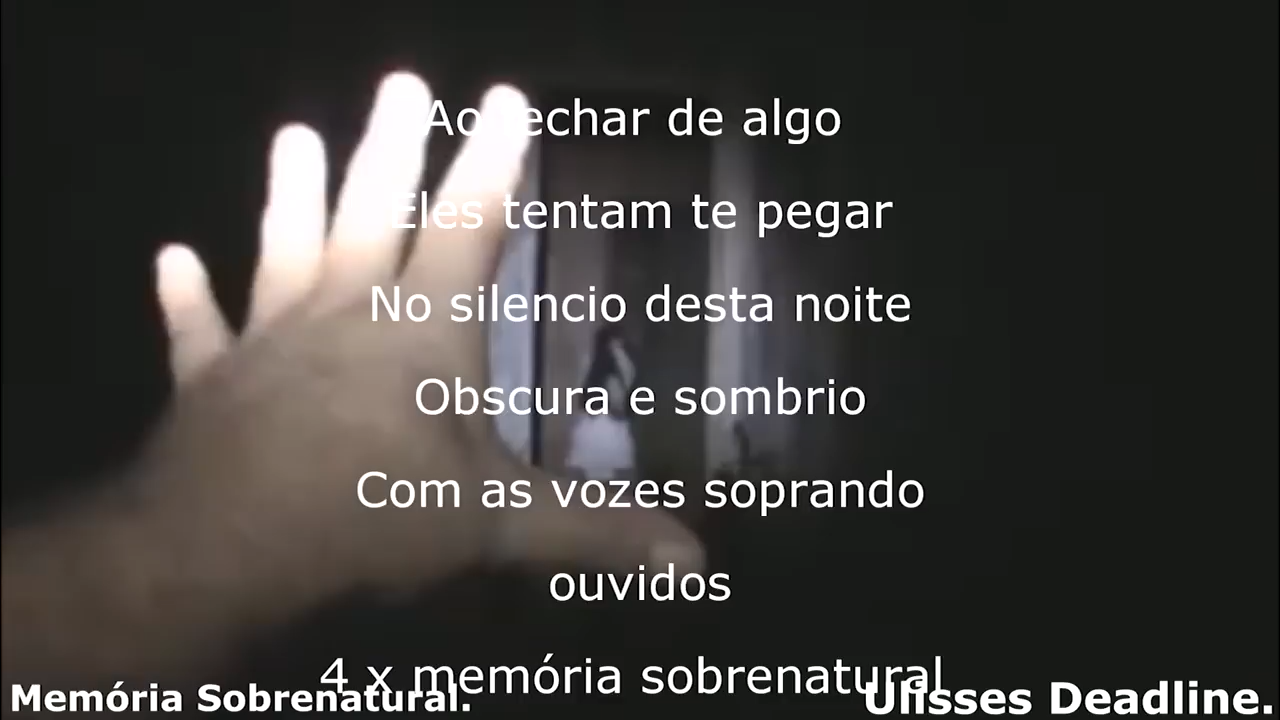 Ao fechar de algo
Eles tentam te pegar
No silencio desta noite
Obscura e sombrio
Com as vozes soprando
ouvidos
4 x memória sobrenatural
Memória Sobrenatural.
Ulisses Deadline.